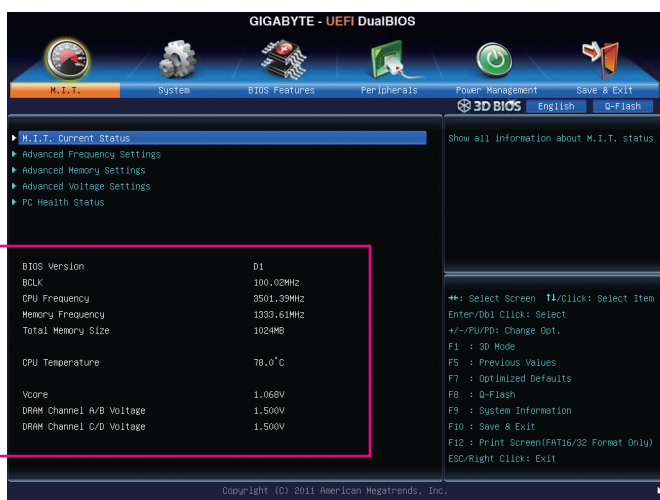 GIGABYTE - UEFI DualBIOS
M.I.T. System BIOS Features Peripherals Power Management Save & Exit
3D BIOS English Q-Flash
M.I.T. Current Status
Advanced Frequency Settings
Advanced Memory Settings
Advanced Voltage Settings
PC Health Status
Show all information about M.I.T. status
BIOS Version D1
BCLK 100.02MHz
CPU Frequency 3501.39MHz
Memory Frequency 1333.61MHz
Total Memory Size 1024MB
CPU Temperature 78.0°C
Vcore 1.068V
DRAM Channel A/B Voltage 1.500V
DRAM Channel C/D Voltage 1.500V
→←: Select Screen ↑↓/Click: Select Item
Enter/Dbl Click: Select
+/-/PU/PD: Change Opt.
F1 : 3D Mode
F5 : Previous Values
F7 : Optimized Defaults
F8 : Q-Flash
F9 : System Information
F10 : Save & Exit
F12 : Print Screen(FAT16/32 Format Only)
ESC/Right Click: Exit
Copyright (C) 2011 American Megatrends, Inc.